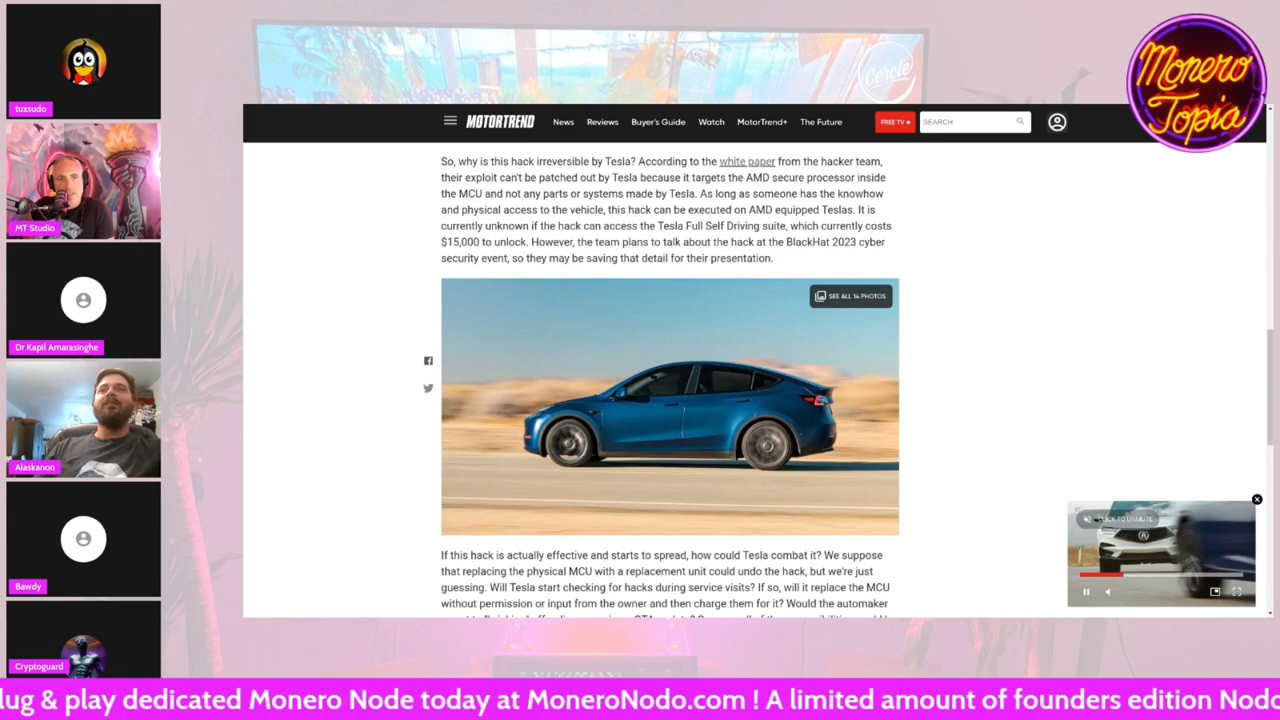 tuxsudo
MT Studio
Dr Kapil Amarasinghe
Alaskanon
Bawdy
Cryptoguard
Cercle
Monero
Topia
MOTORTREND
News
Reviews
Buyer's Guide
Watch
MotorTrend+
The Future
FREE TV
SEARCH
So, why is this hack irreversible by Tesla? According to the white paper from the hacker team,
their exploit can't be patched out by Tesla because it targets the AMD secure processor inside
the MCU and not any parts or systems made by Tesla. As long as someone has the knowhow
and physical access to the vehicle, this hack can be executed on AMD equipped Teslas. It is
currently unknown if the hack can access the Tesla Full Self Driving suite, which currently costs
$15,000 to unlock. However, the team plans to talk about the hack at the BlackHat 2023 cyber
security event, so they may be saving that detail for their presentation.
SEE ALL 14 PHOTOS
CLICK TO UNMUTE
If this hack is actually effective and starts to spread, how could Tesla combat it? We suppose
that replacing the physical MCU with a replacement unit could undo the hack, but we're just
guessing. Will Tesla start checking for hacks during service visits? If so, will it replace the MCU
without permission or input from the owner and then charge them for it? Would the automaker
lug & play dedicated Monero Node today at MoneroNodo.com ! A limited amount of founders edition Nodo